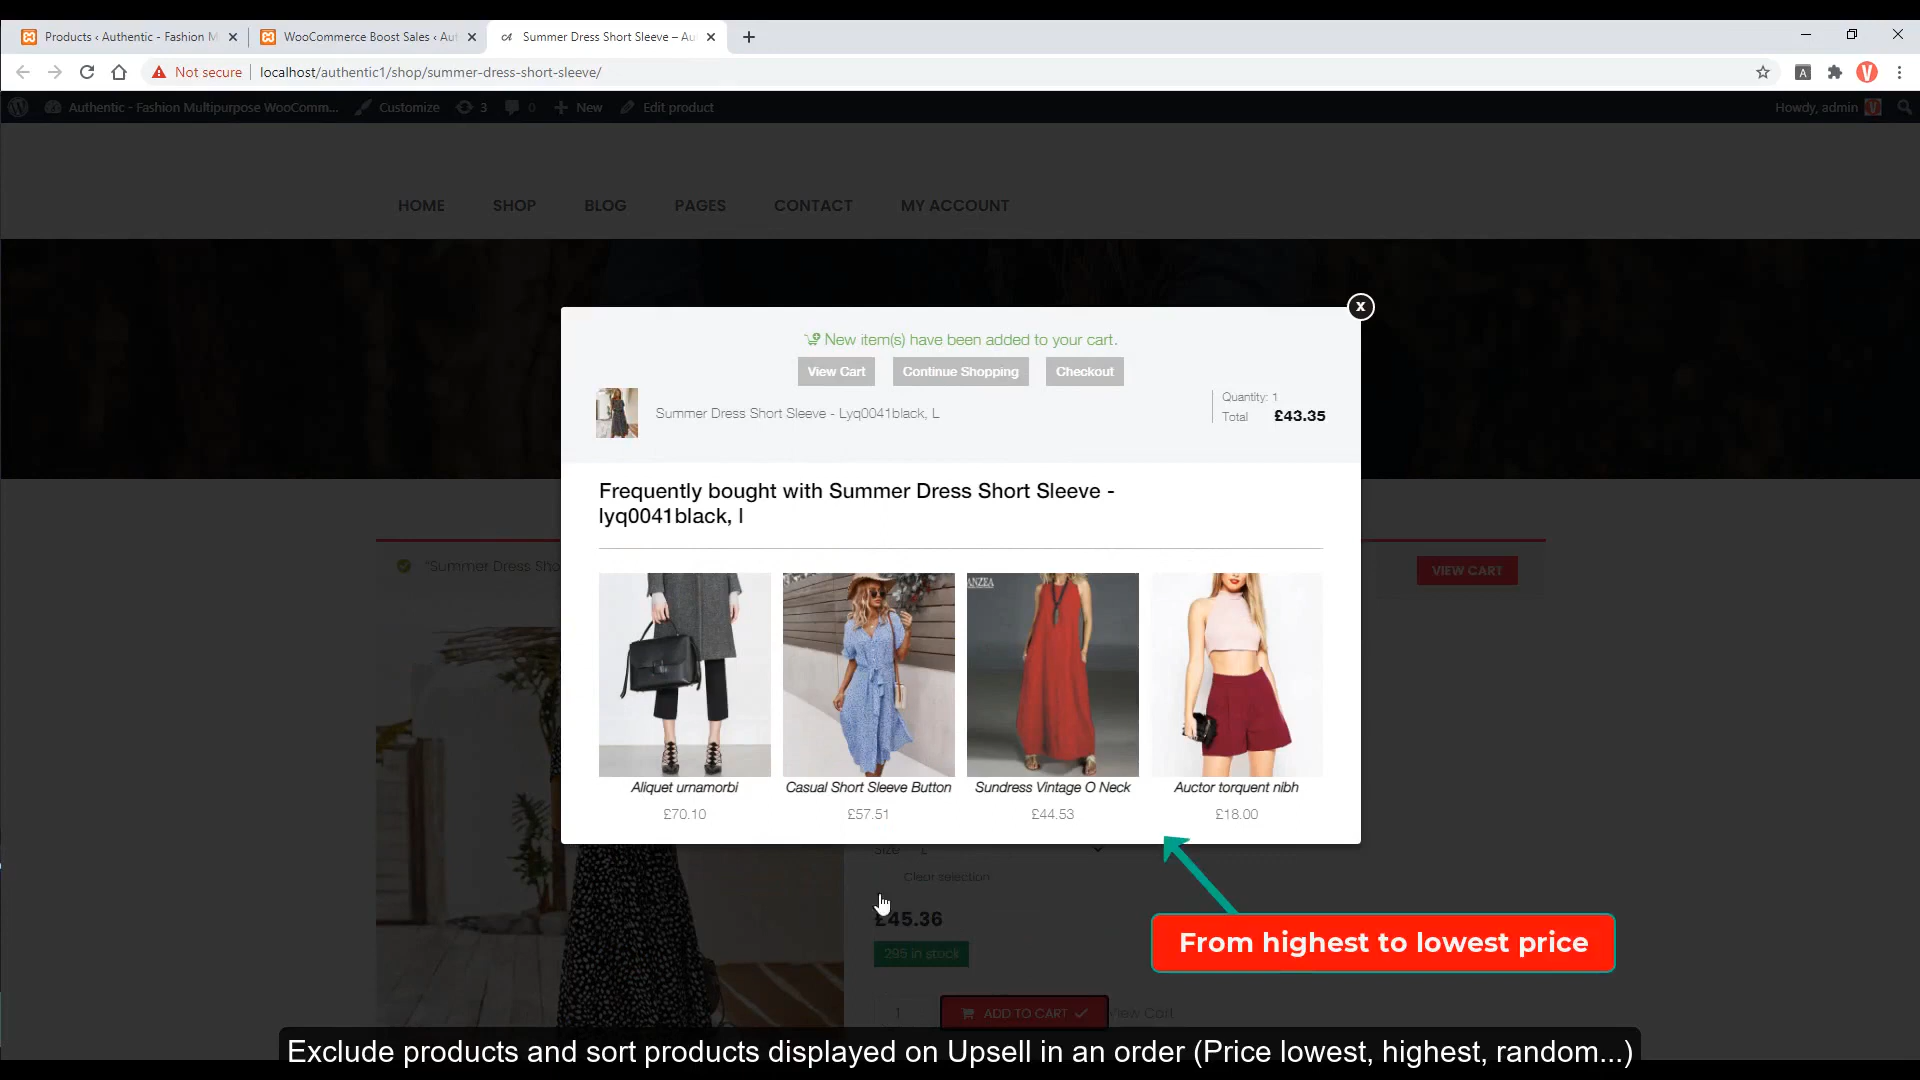 Products ‹ Authentic - Fashion M
WooCommerce Boost Sales ‹ Aut
Summer Dress Short Sleeve – Au
Not secure
localhost/authentic1/shop/summer-dress-short-sleeve/
Authentic - Fashion Multipurpose WooComm...
Customize
3
0
New
Edit product
Howdy, admin
HOME
SHOP
BLOG
PAGES
CONTACT
MY ACCOUNT
x
New item(s) have been added to your cart.
View Cart
Continue Shopping
Checkout
Summer Dress Short Sleeve - Lyq0041black, L
Quantity: 1
Total £43.35
Frequently bought with Summer Dress Short Sleeve -
lyq0041black, l
"Summer Dress Sho
VIEW CART
ANZEA
Aliquet urnamorbi
£70.10
Casual Short Sleeve Button
£57.51
Sundress Vintage O Neck
£44.53
Auctor torquent nibh
£18.00
Size
L
Clear selection
£45.36
295 in stock
From highest to lowest price
1
ADD TO CART
View Cart
Exclude products and sort products displayed on Upsell in an order (Price lowest, highest, random...)